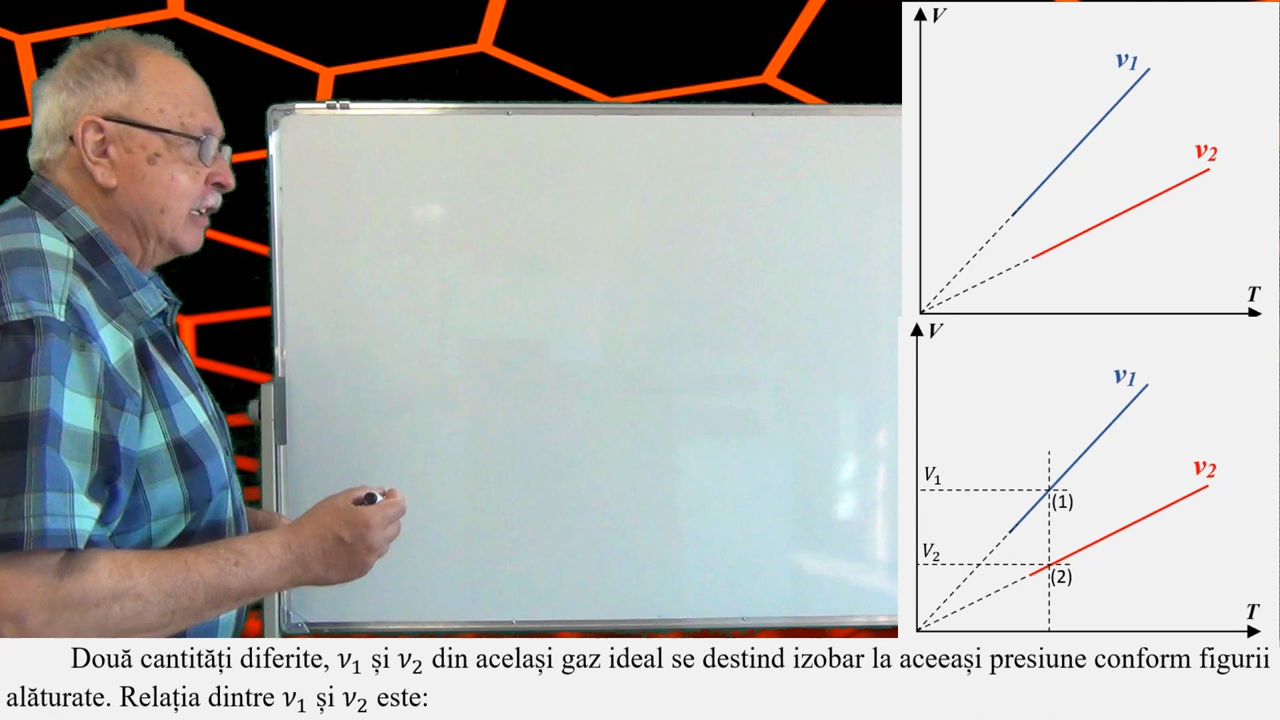 V
ν1
ν2
T
V
ν1
ν2
V1
(1)
V2
(2)
T
Două cantități diferite, ν1 și ν2 din același gaz ideal se destind izobar la aceeași presiune conform figurii
alăturate. Relația dintre ν1 și ν2 este: